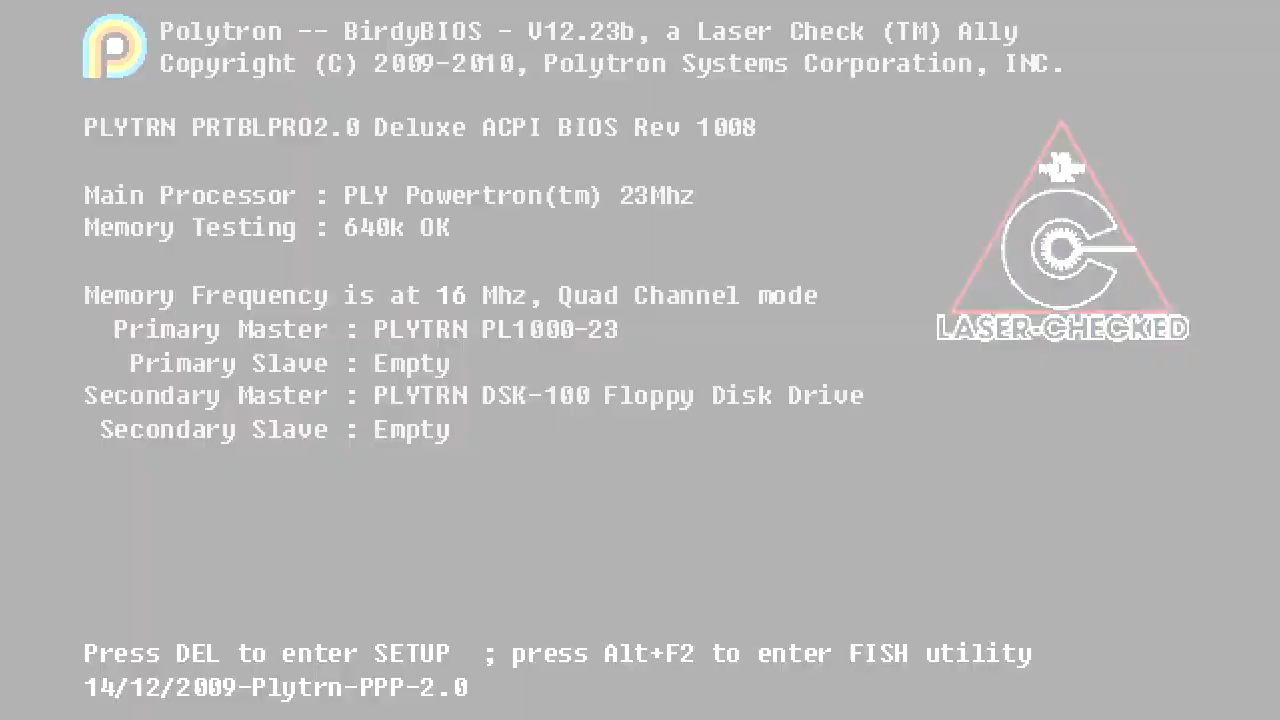 Polytron -- BirdyBIOS - V12.23b, a Laser Check (TM) Ally
Copyright (C) 2009-2010, Polytron Systems Corporation, INC.
PLYTRN PRTBLPRO2.0 Deluxe ACPI BIOS Rev 1008
Main Processor : PLY Powertron(tm) 23Mhz
Memory Testing : 640k OK
Memory Frequency is at 16 Mhz, Quad Channel mode
Primary Master : PLYTRN PL1000-23
Primary Slave : Empty
Secondary Master : PLYTRN DSK-100 Floppy Disk Drive
Secondary Slave : Empty
LASER-CHECKED
Press DEL to enter SETUP ; press Alt+F2 to enter FISH utility
14/12/2009-Plytrn-PPP-2.0